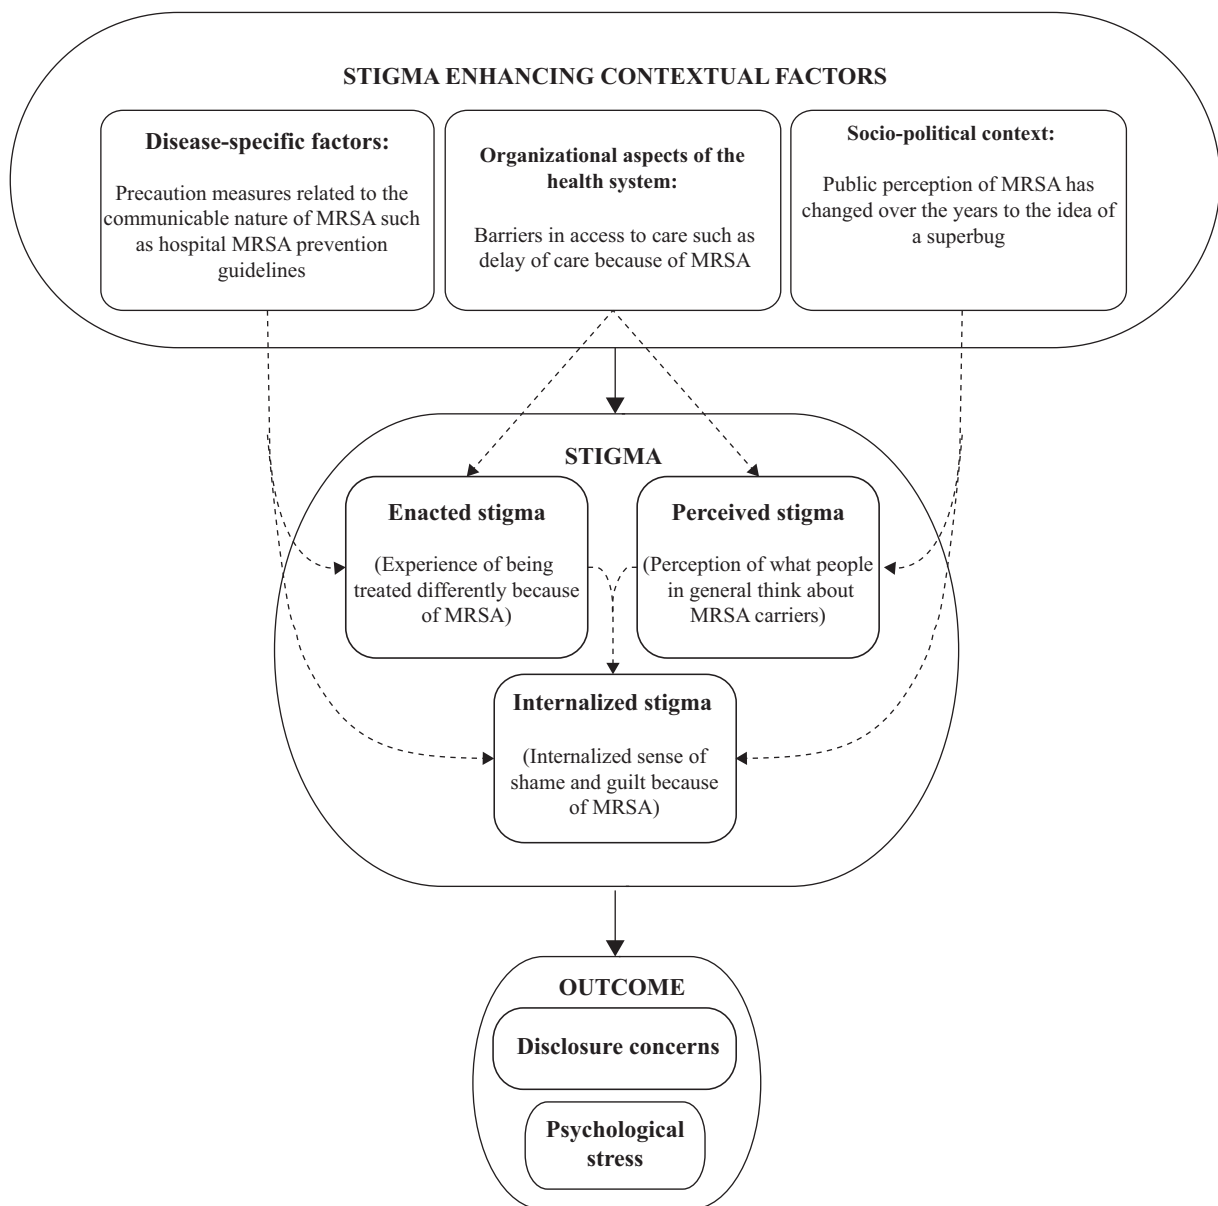 STIGMA ENHANCING CONTEXTUAL FACTORS
Disease-specific factors:
Precaution measures related to the
communicable nature of MRSA such
as hospital MRSA prevention
guidelines
Organizational aspects of the
health system:
Barriers in access to care such as
delay of care because of MRSA
Socio-political context:
Public perception of MRSA has
changed over the years to the idea of
a superbug
STIGMA
Enacted stigma
(Experience of being
treated differently because
of MRSA)
Perceived stigma
(Perception of what people
in general think about
MRSA carriers)
Internalized stigma
(Internalized sense of
shame and guilt because
of MRSA)
OUTCOME
Disclosure concerns
Psychological
stress